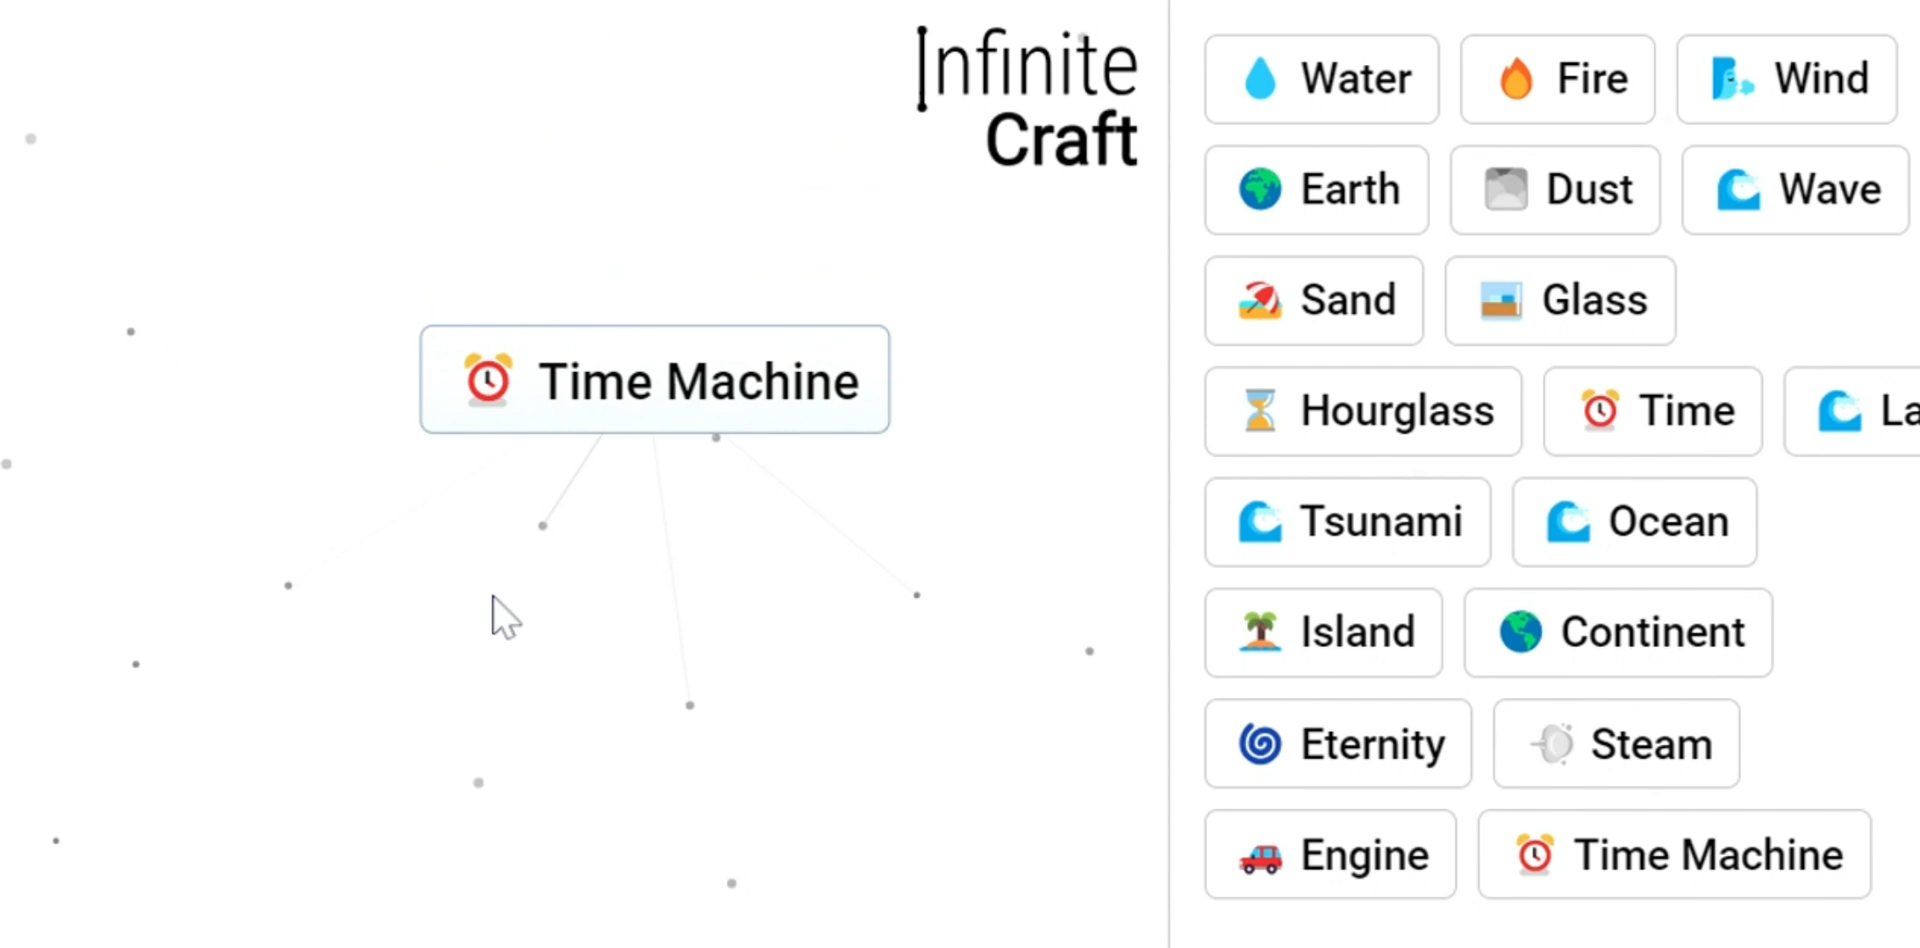 Infinite
Craft
Water Fire Wind
Earth Dust Wave
Sand Glass
Hourglass Time
Tsunami Ocean
Island Continent
Eternity Steam
Engine Time Machine
Time Machine